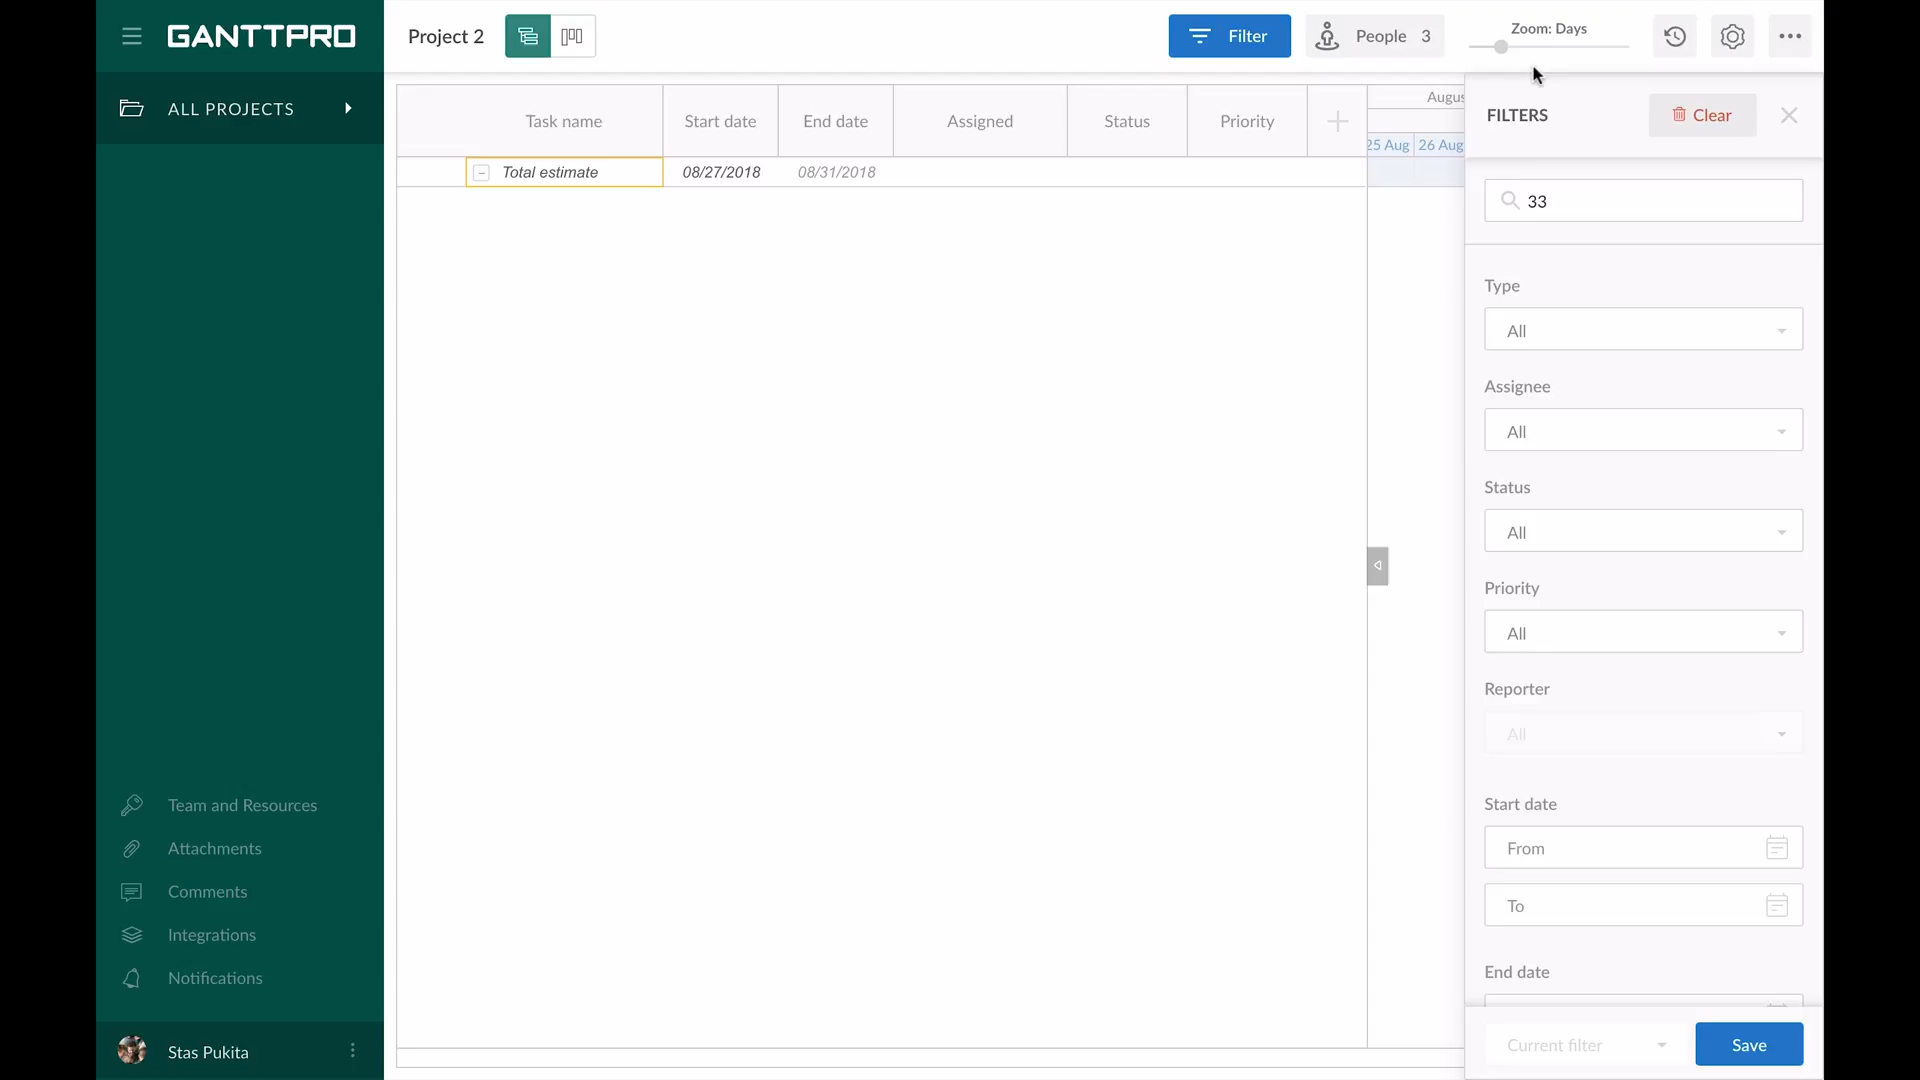 GANTTPRO
Project 2
Filter
People 3
Zoom: Days
ALL PROJECTS
Task name
Start date
End date
Assigned
Status
Priority
Augus
25 Aug
26 Aug
Total estimate
08/27/2018
08/31/2018
FILTERS
Clear
33
Type
All
Assignee
All
Status
All
Priority
All
Reporter
All
Start date
From
To
End date
Current filter
Save
Team and Resources
Attachments
Comments
Integrations
Notifications
Stas Pukita